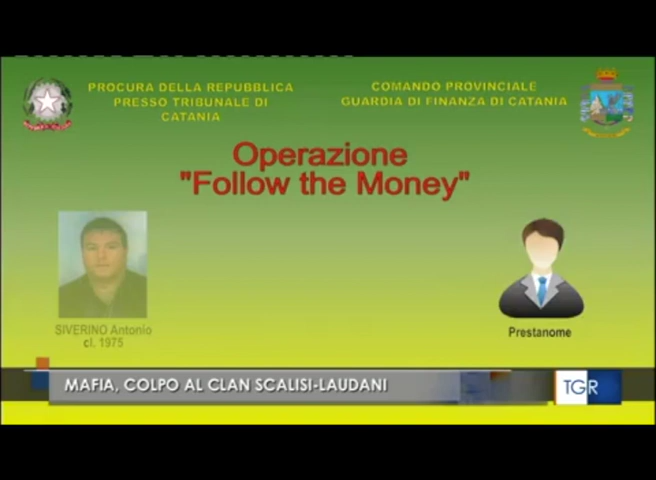 PROCURA DELLA REPUBBLICA
PRESSO TRIBUNALE DI
CATANIA
COMANDO PROVINCIALE
GUARDIA DI FINANZA DI CATANIA
Operazione
"Follow the Money"
SIVERINO Antonio
cl. 1975
Prestanome
MAFIA, COLPO AL CLAN SCALISI-LAUDANI
TGR